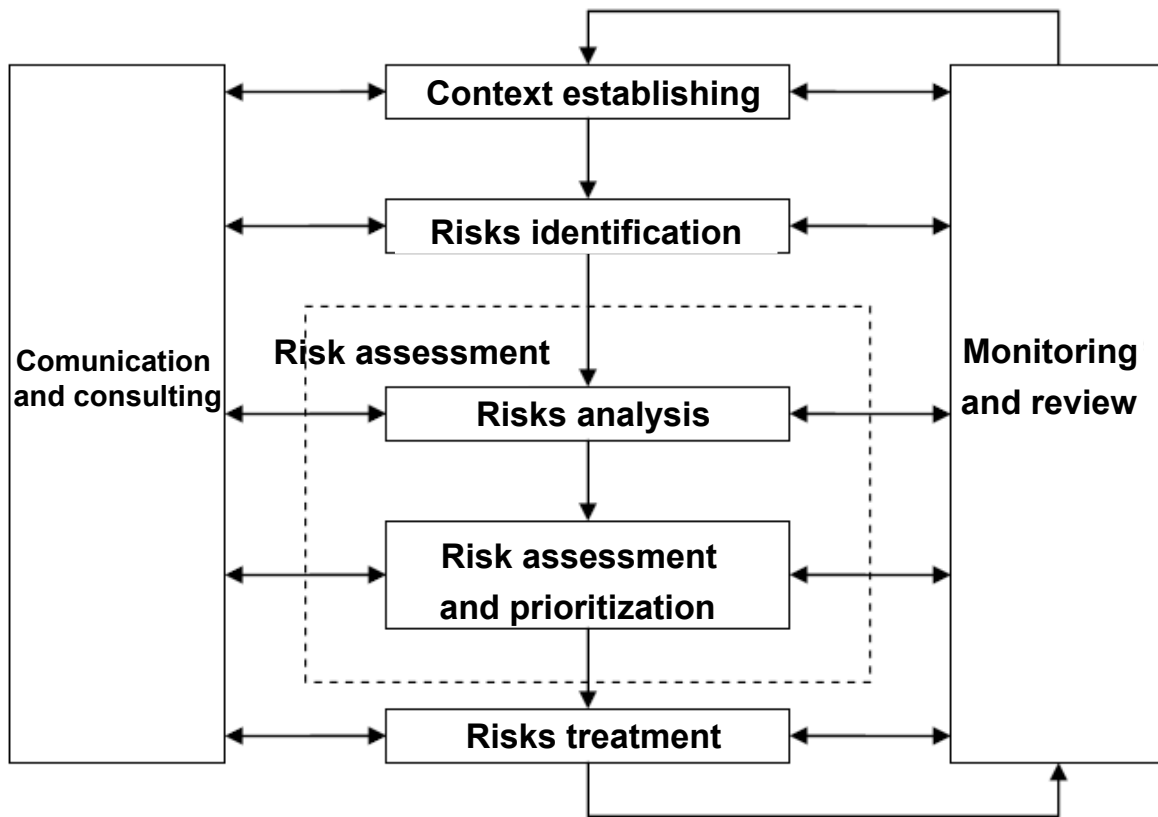 Context establishing
Risks identification
Risk assessment
Comunication
and consulting
Monitoring
and review
Risks analysis
Risk assessment
and prioritization
Risks treatment